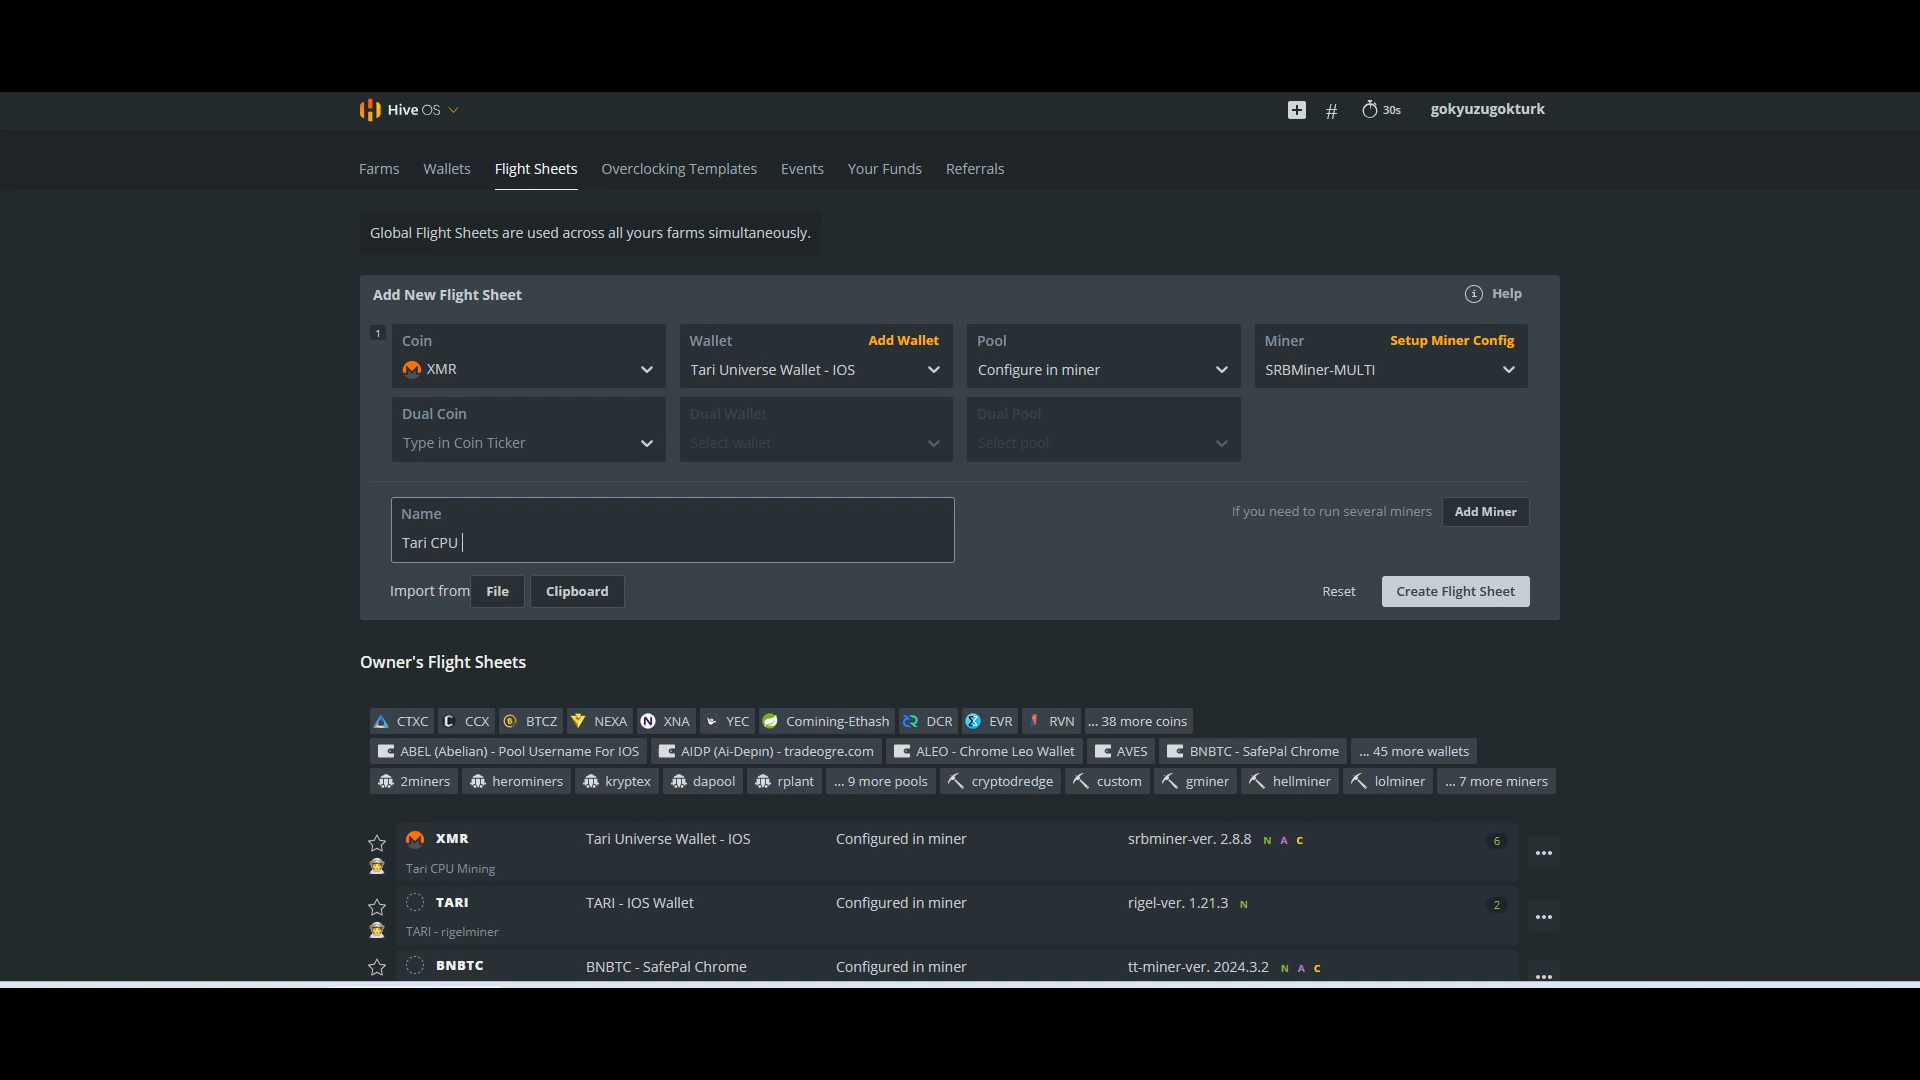 Hive OS
30s
gokyuzugokturk
Farms Wallets Flight Sheets Overclocking Templates Events Your Funds Referrals
Global Flight Sheets are used across all yours farms simultaneously.
Add New Flight Sheet
Help
1
Coin
XMR
Wallet Add Wallet
Tari Universe Wallet - IOS
Pool
Configure in miner
Miner Setup Miner Config
SRBMiner-MULTI
Dual Coin
Type in Coin Ticker
Dual Wallet
Select wallet
Dual Pool
Select pool
Name
Tari CPU
If you need to run several miners Add Miner
Import from File Clipboard
Reset Create Flight Sheet
Owner's Flight Sheets
CTXC CCX BTCZ NEXA XNA YEC Comining-Ethash DCR EVR RVN ... 38 more coins
ABEL (Abelian) - Pool Username For IOS AIDP (Ai-Depın) - tradeogre.com ALEO - Chrome Leo Wallet AVES BNBTC - SafePal Chrome ... 45 more wallets
2miners herominers kryptex dapool rplant ... 9 more pools cryptodredge custom gminer hellminer lolminer ... 7 more miners
XMR Tari Universe Wallet - IOS Configured in miner srbminer-ver. 2.8.8 N A C 6
Tari CPU Mining
TARI TARI - IOS Wallet Configured in miner rigel-ver. 1.21.3 N 2
TARI - rigelminer
BNBTC BNBTC - SafePal Chrome Configured in miner tt-miner-ver. 2024.3.2 N A C